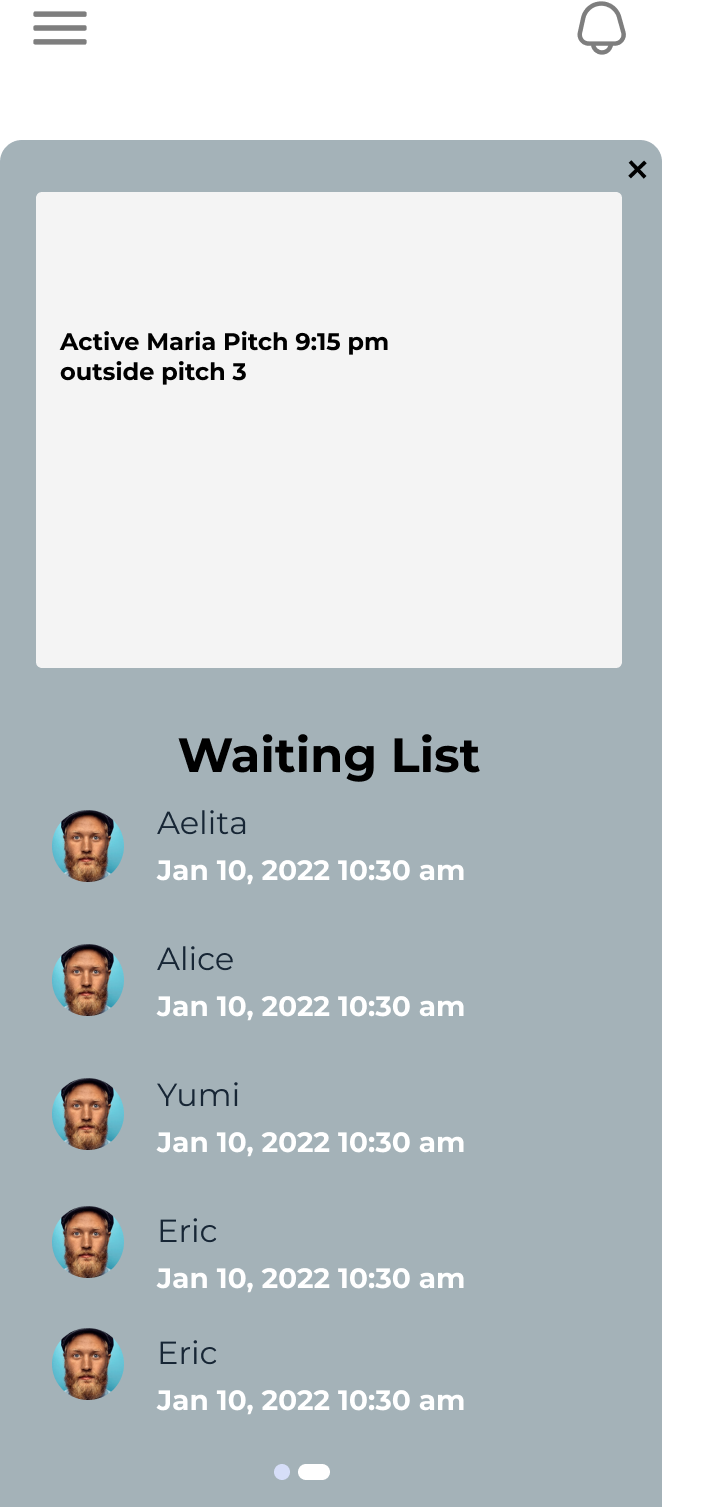 Active Maria Pitch 9:15 pm
outside pitch 3
Waiting List
Aelita
Jan 10, 2022 10:30 am
Alice
Jan 10, 2022 10:30 am
Yumi
Jan 10, 2022 10:30 am
Eric
Jan 10, 2022 10:30 am
Eric
Jan 10, 2022 10:30 am